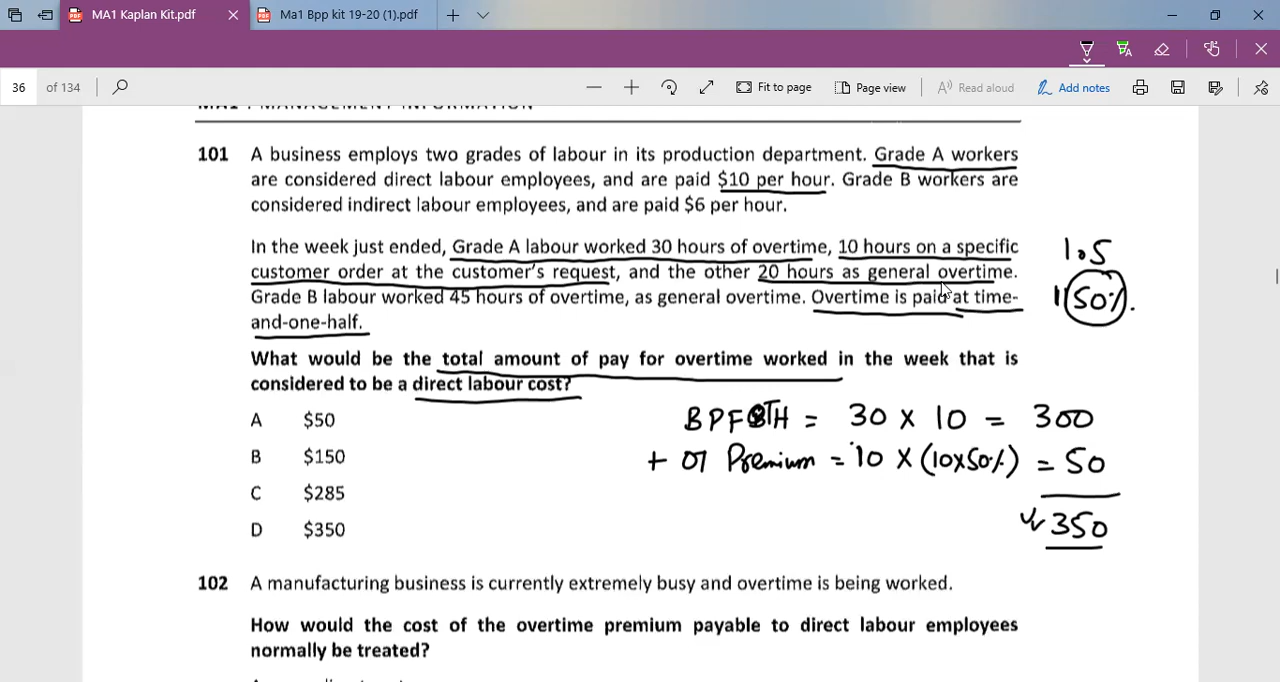 MA1 Kaplan Kit.pdf
Ma1 Bpp kit 19-20 (1).pdf
36 of 134
Fit to page
Page view
Read aloud
Add notes
MA1 : MANAGEMENT INFORMATION
101 A business employs two grades of labour in its production department. Grade A workers
are considered direct labour employees, and are paid $10 per hour. Grade B workers are
considered indirect labour employees, and are paid $6 per hour.
In the week just ended, Grade A labour worked 30 hours of overtime, 10 hours on a specific
customer order at the customer's request, and the other 20 hours as general overtime.
Grade B labour worked 45 hours of overtime, as general overtime. Overtime is paid at time-
and-one-half.
1.5
150%.
What would be the total amount of pay for overtime worked in the week that is
considered to be a direct labour cost?
A $50
B $150
C $285
D $350
BPF OTH = 30 x 10 = 300
+ OT Premium = 10 x (10x50%) = 50
350
102 A manufacturing business is currently extremely busy and overtime is being worked.
How would the cost of the overtime premium payable to direct labour employees
normally be treated?